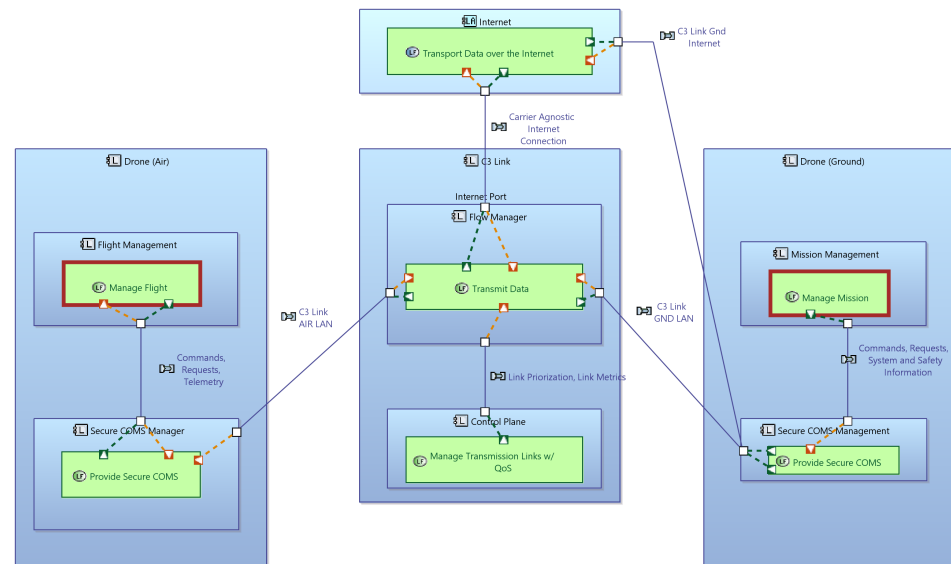 Internet
Transport Data over the Internet
C3 Link Gnd
Internet
Carrier Agnostic
Internet
Connection
Drone (Air)
C3 Link
Drone (Ground)
Internet Port
Flow Manager
Flight Management
Manage Flight
Transmit Data
Mission Management
Manage Mission
C3 Link
AIR LAN
C3 Link
GND LAN
Commands,
Requests,
Telemetry
Link Priorization, Link Metrics
Commands, Requests,
System and Safety
Information
Secure COMS Manager
Provide Secure COMS
Control Plane
Manage Transmission Links w/
QoS
Secure COMS Management
Provide Secure COMS